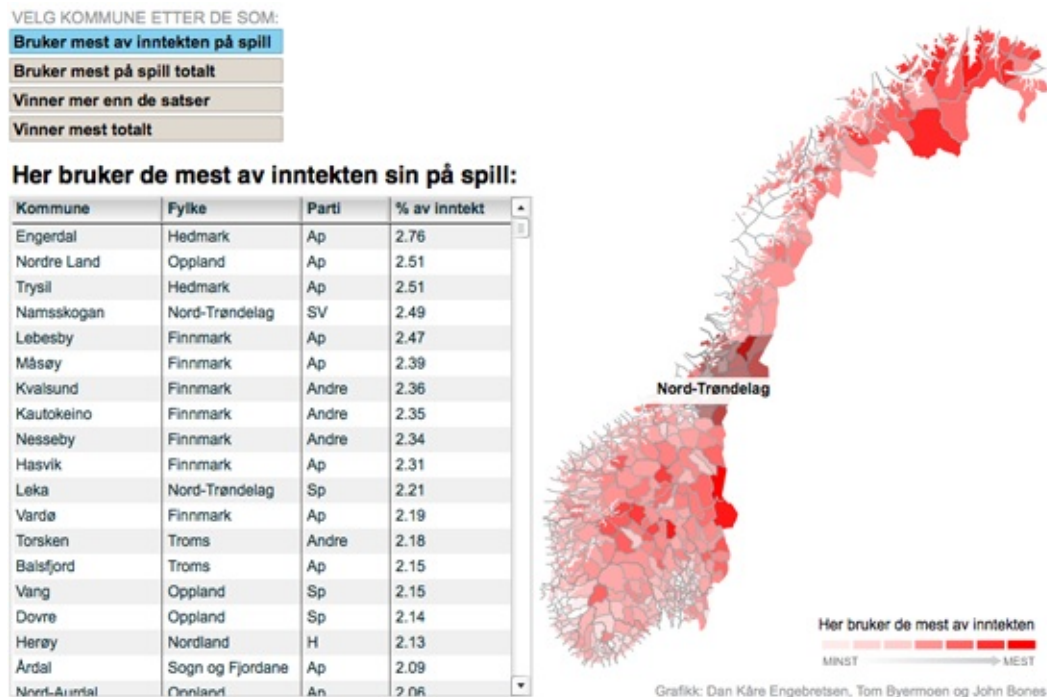 VELG KOMMUNE ETTER DE SOM:
Bruker mest av inntekten på spill
Bruker mest på spill totalt
Vinner mer enn de satser
Vinner mest totalt
Her bruker de mest av inntekten sin på spill:
Kommune Fylke Parti % av inntekt
Engerdal Hedmark Ap 2.76
Nordre Land Oppland Ap 2.51
Trysil Hedmark Ap 2.51
Namsskogan Nord-Trøndelag SV 2.49
Lebesby Finnmark Ap 2.47
Måsøy Finnmark Ap 2.39
Kvalsund Finnmark Andre 2.36
Kautokeino Finnmark Andre 2.35
Nesseby Finnmark Andre 2.34
Hasvik Finnmark Ap 2.31
Leka Nord-Trøndelag Sp 2.21
Vardø Finnmark Ap 2.19
Torsken Troms Andre 2.18
Balsfjord Troms Ap 2.15
Vang Oppland Sp 2.15
Dovre Oppland Sp 2.14
Herøy Nordland H 2.13
Årdal Sogn og Fjordane Ap 2.09
Nord-Aurdal Oppland Ap 2.06
Nord-Trøndelag
Her bruker de mest av inntekten
MINST MEST
Grafikk: Dan Kåre Engebretsen, Tom Byermoen og John Bones